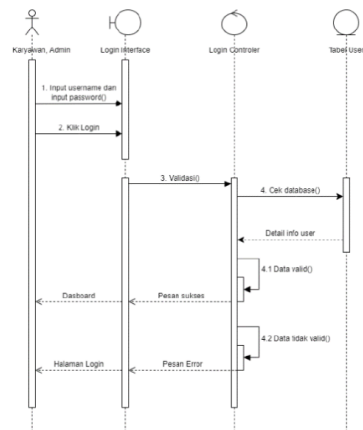 Karyawan, Admin
Login Interface
Login Controler
Tabel User
1. Input username dan
input password()
2. Klik Login
3. Validasi()
4. Cek database()
Detail info user
4.1 Data valid()
Dasboard
Pesan sukses
4.2 Data tidak valid()
Halaman Login
Pesan Error